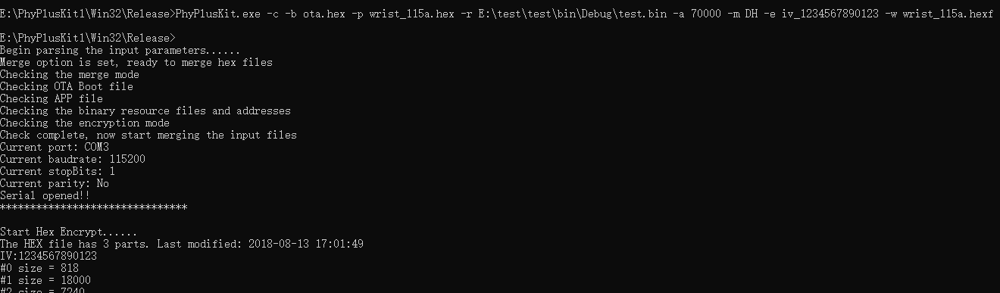 E:\PhyPlusKit1\Win32\Release>PhyPlusKit.exe -c -b ota.hex -p wrist_115a.hex -r E:\test\test\bin\Debug\test.bin -a 70000 -m DH -e iv_1234567890123 -w wrist_115a.hexf
E:\PhyPlusKit1\Win32\Release>
Begin parsing the input parameters......
Merge option is set, ready to merge hex files
Checking the merge mode
Checking OTA Boot file
Checking APP file
Checking the binary resource files and addresses
Checking the encryption mode
Check complete, now start merging the input files
Current port: COM3
Current baudrate: 115200
Current stopBits: 1
Current parity: No
Serial opened!!
*******************************
Start Hex Encrypt......
The HEX file has 3 parts. Last modified: 2018-08-13 17:01:49
IV:1234567890123
#0 size = 818
#1 size = 18000
#2 size = 7240